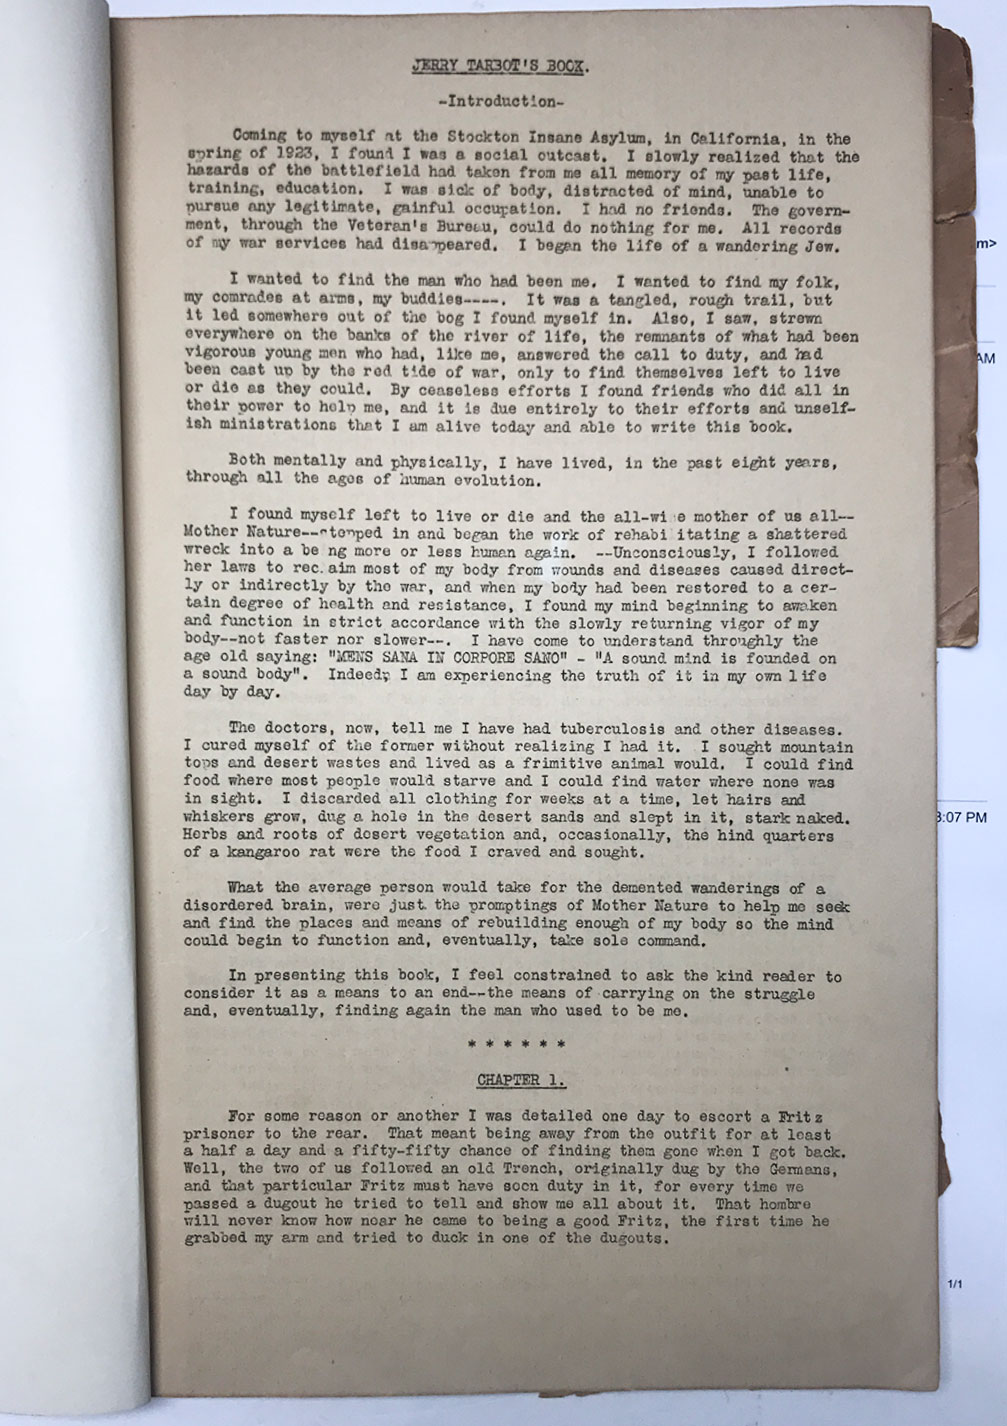 JERRY TARBOT'S BOOK.
-Introduction-
Coming to myself at the Stockton Insane Asylum, in California, in the
spring of 1923, I found I was a social outcast. I slowly realized that the
hazards of the battlefield had taken from me all memory of my past life,
training, education. I was sick of body, distracted of mind, unable to
pursue any legitimate, gainful occupation. I had no friends. The govern-
ment, through the Veteran's Bureau, could do nothing for me. All records
of my war services had disappeared. I began the life of a wandering Jew.
I wanted to find the man who had been me. I wanted to find my folk,
my comrades at arms, my buddies----. It was a tangled, rough trail, but
it led somewhere out of the bog I found myself in. Also, I saw, strewn
everywhere on the banks of the river of life, the remnants of what had been
vigorous young men who had, like me, answered the call to duty, and had
been cast up by the red tide of war, only to find themselves left to live
or die as they could. By ceaseless efforts I found friends who did all in
their power to help me, and it is due entirely to their efforts and unself-
ish ministrations that I am alive today and able to write this book.
Both mentally and physically, I have lived, in the past eight years,
through all the ages of human evolution.
I found myself left to live or die and the all-wi e mother of us all--
Mother Nature--stepped in and began the work of rehabi itating a shattered
wreck into a be ng more or less human again. --Unconsciously, I followed
her laws to rec aim most of my body from wounds and diseases caused direct-
ly or indirectly by the war, and when my body had been restored to a cer-
tain degree of health and resistance, I found my mind beginning to awaken
and function in strict accordance with the slowly returning vigor of my
body--not faster nor slower--. I have come to understand throughly the
age old saying: "MENS SANA IN CORPORE SANO" - "A sound mind is founded on
a sound body". Indeed, I am experiencing the truth of it in my own life
day by day.
The doctors, now, tell me I have had tuberculosis and other diseases.
I cured myself of the former without realizing I had it. I sought mountain
tops and desert wastes and lived as a frimitive animal would. I could find
food where most people would starve and I could find water where none was
in sight. I discarded all clothing for weeks at a time, let hairs and
whiskers grow, dug a hole in the desert sands and slept in it, stark naked.
Herbs and roots of desert vegetation and, occasionally, the hind quarters
of a kangaroo rat were the food I craved and sought.
What the average person would take for the demented wanderings of a
disordered brain, were just the promptings of Mother Nature to help me seek
and find the places and means of rebuilding enough of my body so the mind
could begin to function and, eventually, take sole command.
In presenting this book, I feel constrained to ask the kind reader to
consider it as a means to an end--the means of carrying on the struggle
and, eventually, finding again the man who used to be me.
* * * * * *
CHAPTER 1.
For some reason or another I was detailed one day to escort a Fritz
prisoner to the rear. That meant being away from the outfit for at least
a half a day and a fifty-fifty chance of finding them gone when I got back.
Well, the two of us followed an old Trench, originally dug by the Germans,
and that particular Fritz must have seen duty in it, for every time we
passed a dugout he tried to tell and show me all about it. That hombre
will never know how near he came to being a good Fritz, the first time he
grabbed my arm and tried to duck in one of the dugouts.
m>
AM
3:07 PM
1/1